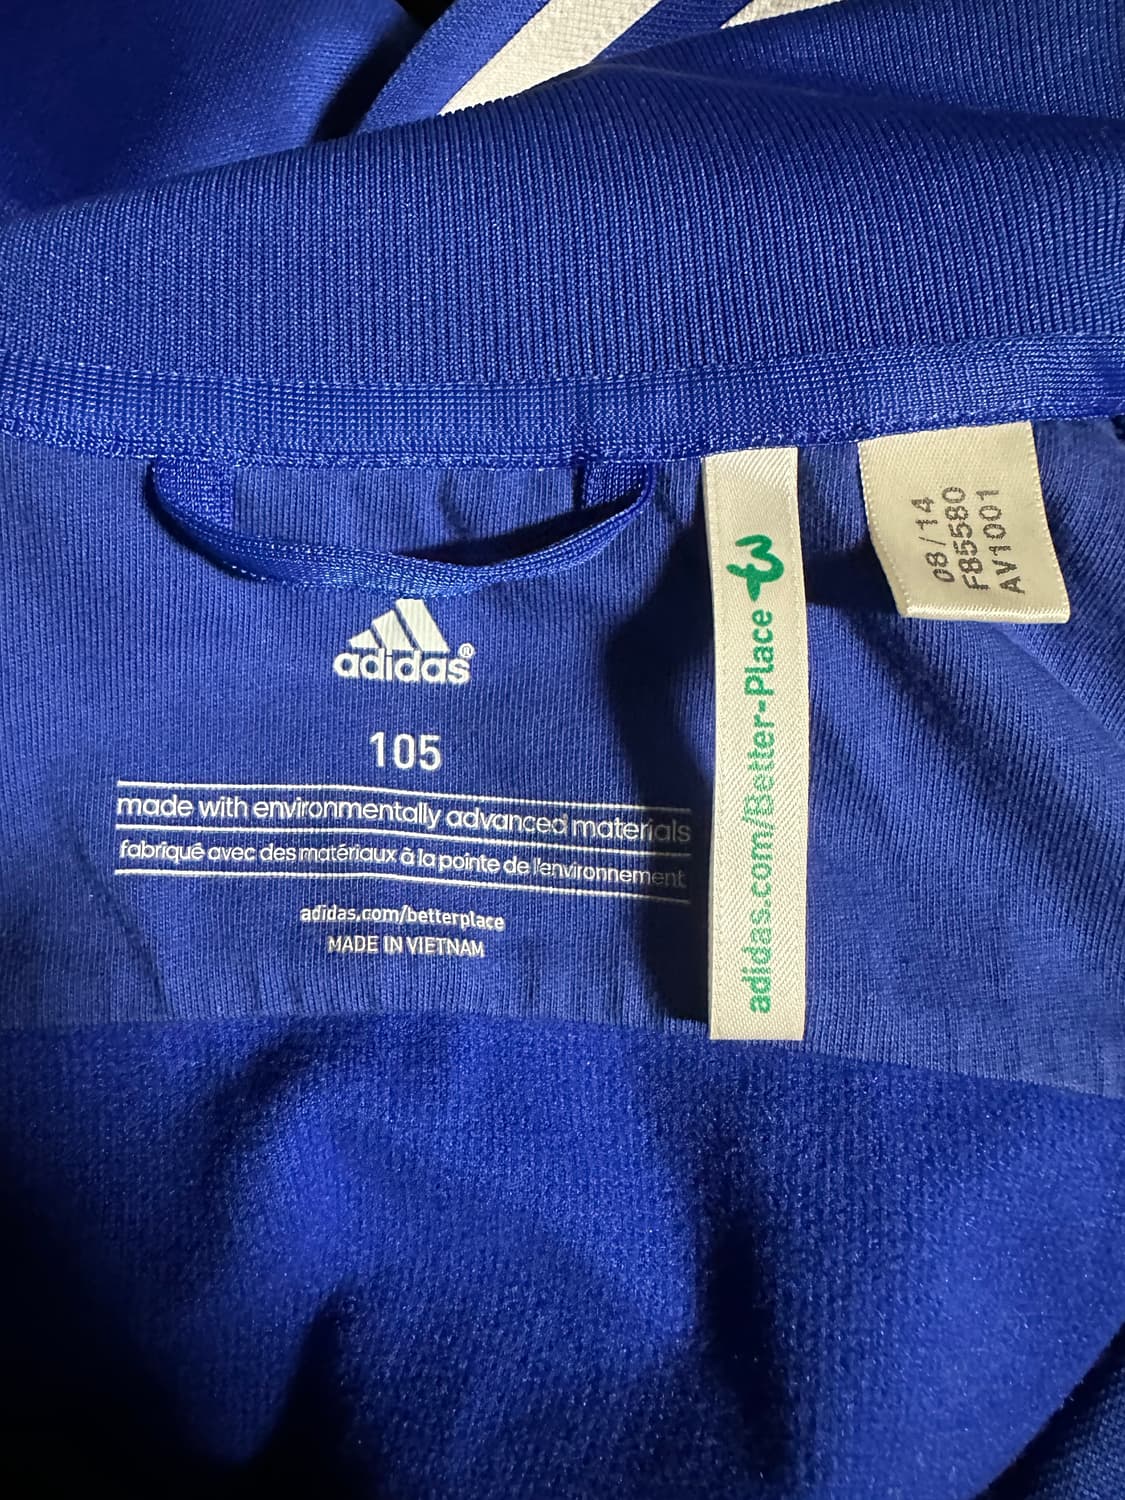 adidas®
105
made with environmentally advanced materials
fabriqué avec des matériaux à la pointe de l'environnement
adidas.com/betterplace
MADE IN VIETNAM
adidas.com/Better-Place
08/14
F85580
AV1001